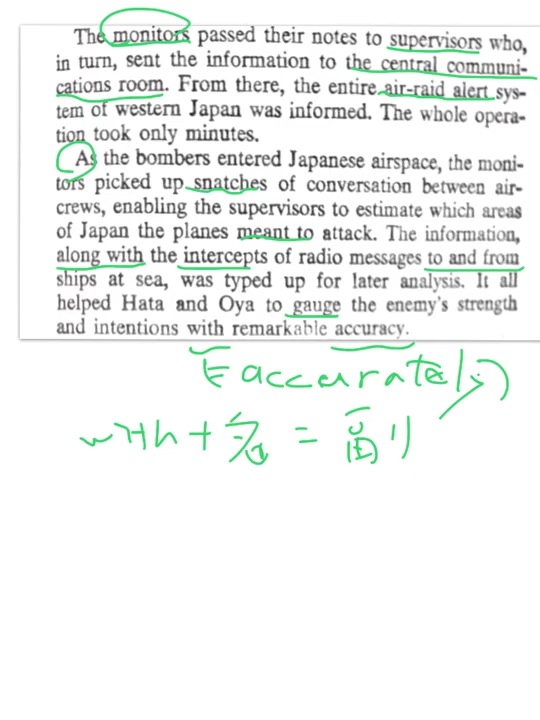 The monitors passed their notes to supervisors who,
in turn, sent the information to the central communi-
cations room. From there, the entire air-raid alert sys-
tem of western Japan was informed. The whole opera-
tion took only minutes.
As the bombers entered Japanese airspace, the moni-
tors picked up snatches of conversation between air-
crews, enabling the supervisors to estimate which areas
of Japan the planes meant to attack. The information,
along with the intercepts of radio messages to and from
ships at sea, was typed up for later analysis. It all
helped Hata and Oya to gauge the enemy's strength
and intentions with remarkable accuracy.
accurately
with + 名 = 副